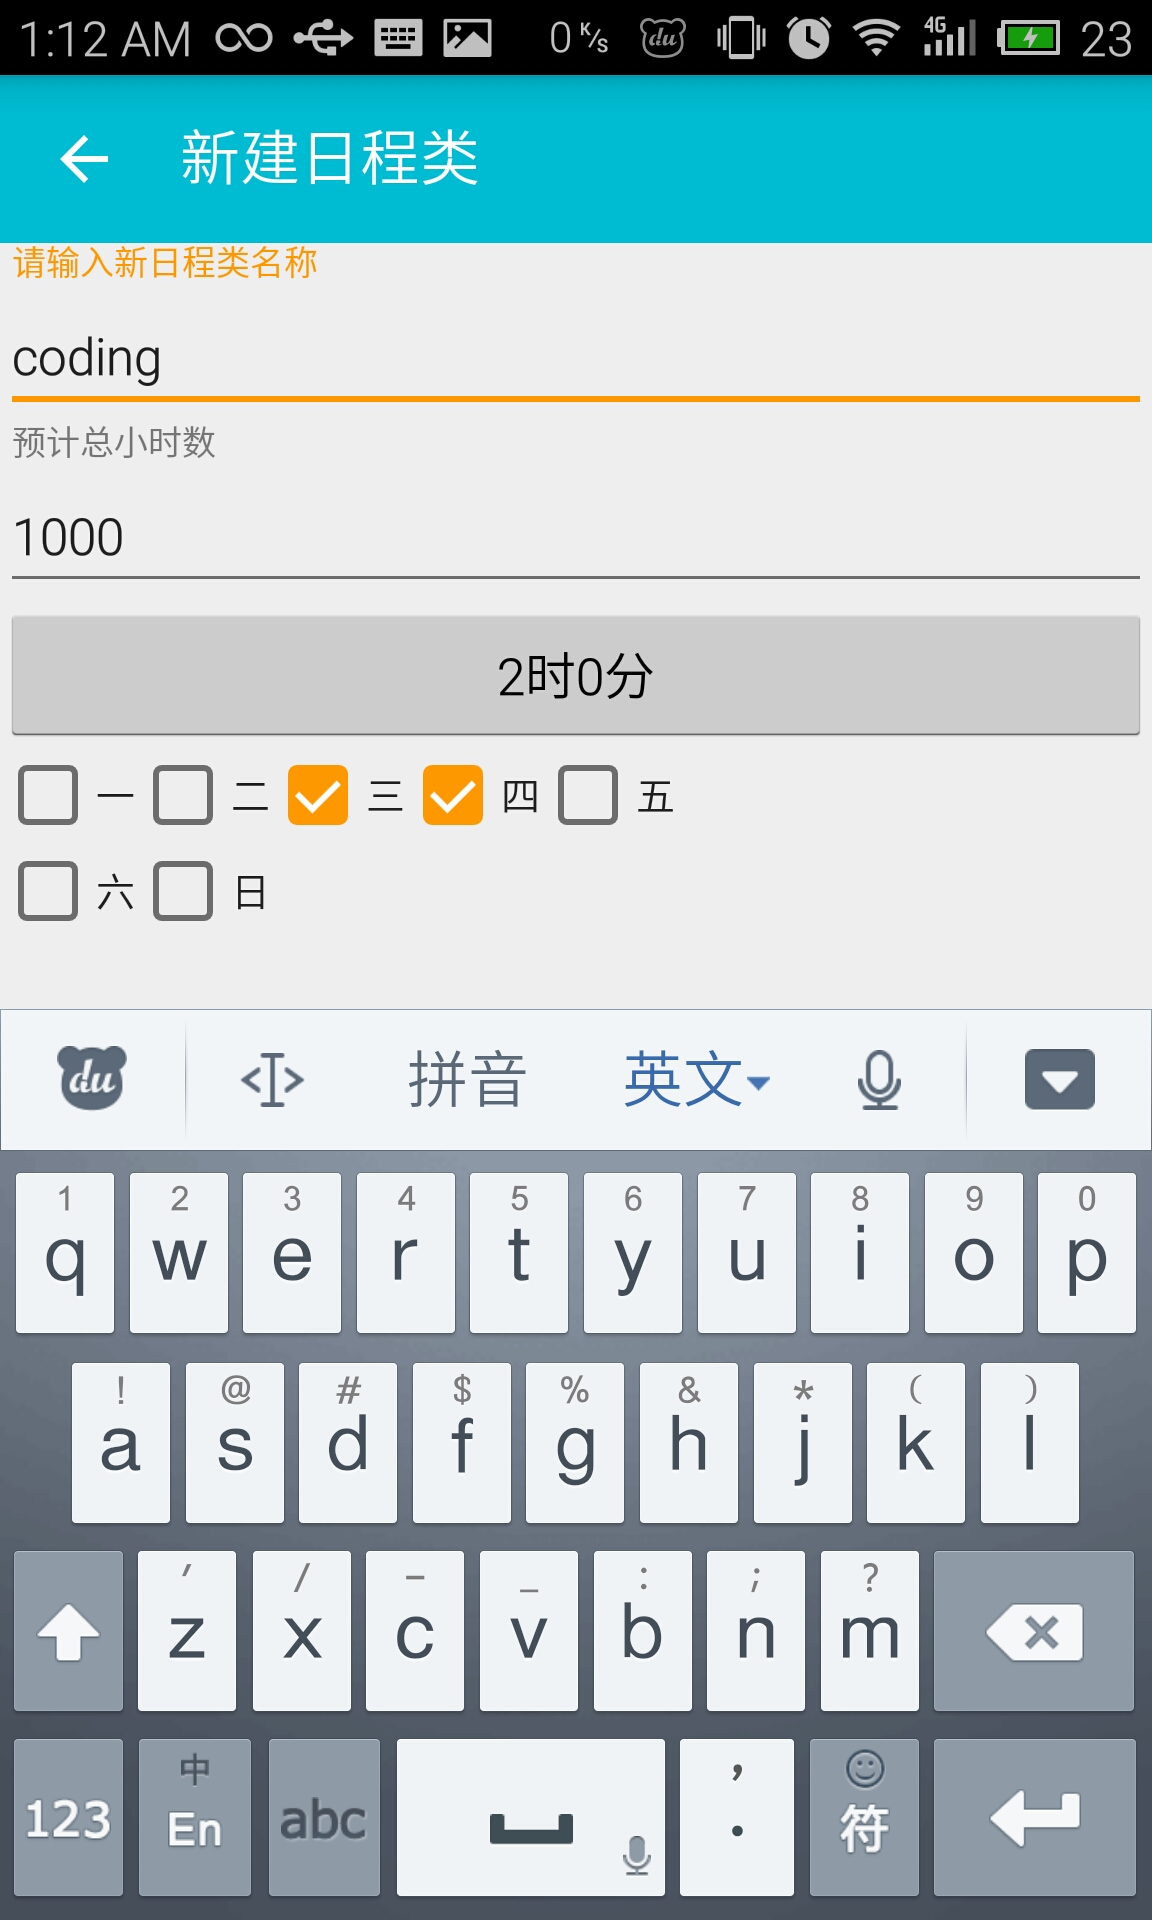 1:12 AM 0 K/s du 4G 23
新建日程类
请输入新日程类名称
coding
预计总小时数
1000
2时0分
一 二 三 四 五
六 日
du 拼音 英文
1 2 3 4 5 6 7 8 9 0
q w e r t y u i o p
! @ # $ % & * ( )
a s d f g h j k l
′ / – _ : ; ?
z x c v b n m
中 ,
123 En abc . 符